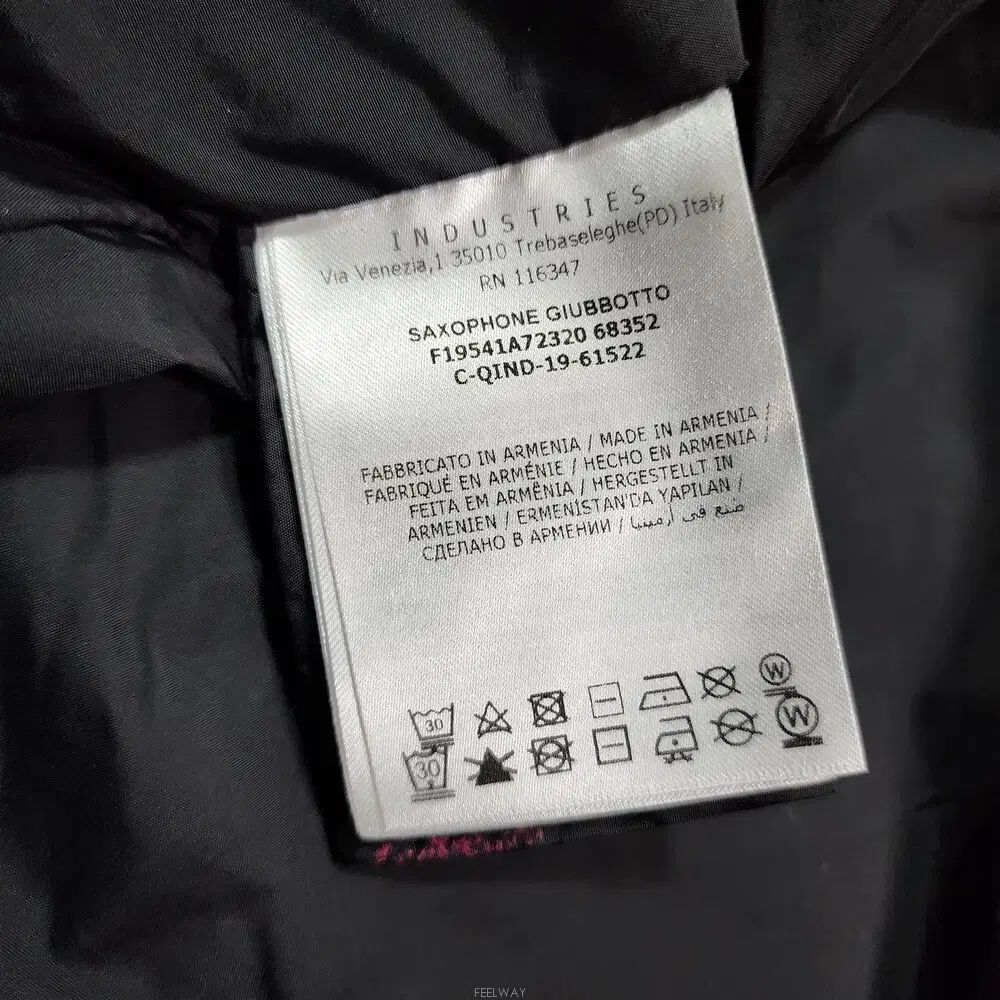 INDUSTRIES
Via Venezia,1 35010 Trebaseleghe(PD) Italy
RN 116347
SAXOPHONE GIUBBOTTO
F19541A72320 68352
C-QIND-19-61522
FABBRICATO IN ARMENIA / MADE IN ARMENIA /
FABRIQUÉ EN ARMÉNIE / HECHO EN ARMENIA /
FEITA EM ARMÊNIA / HERGESTELLT IN
ARMENIEN / ERMENİSTAN'DA YAPILAN /
СДЕЛАНО В АРМЕНИИ / صنع في أرمينيا
30
W
30
W
FEELWAY